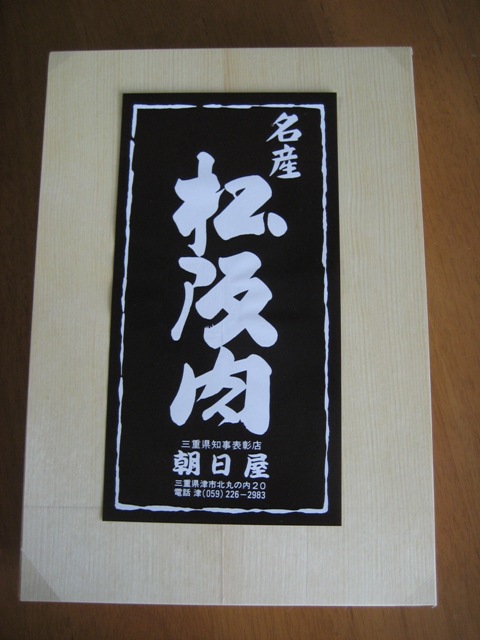 名産
松阪肉
三重県知事表彰店
朝日屋
三重県津市北丸の内20
電話 津(059)226-2983